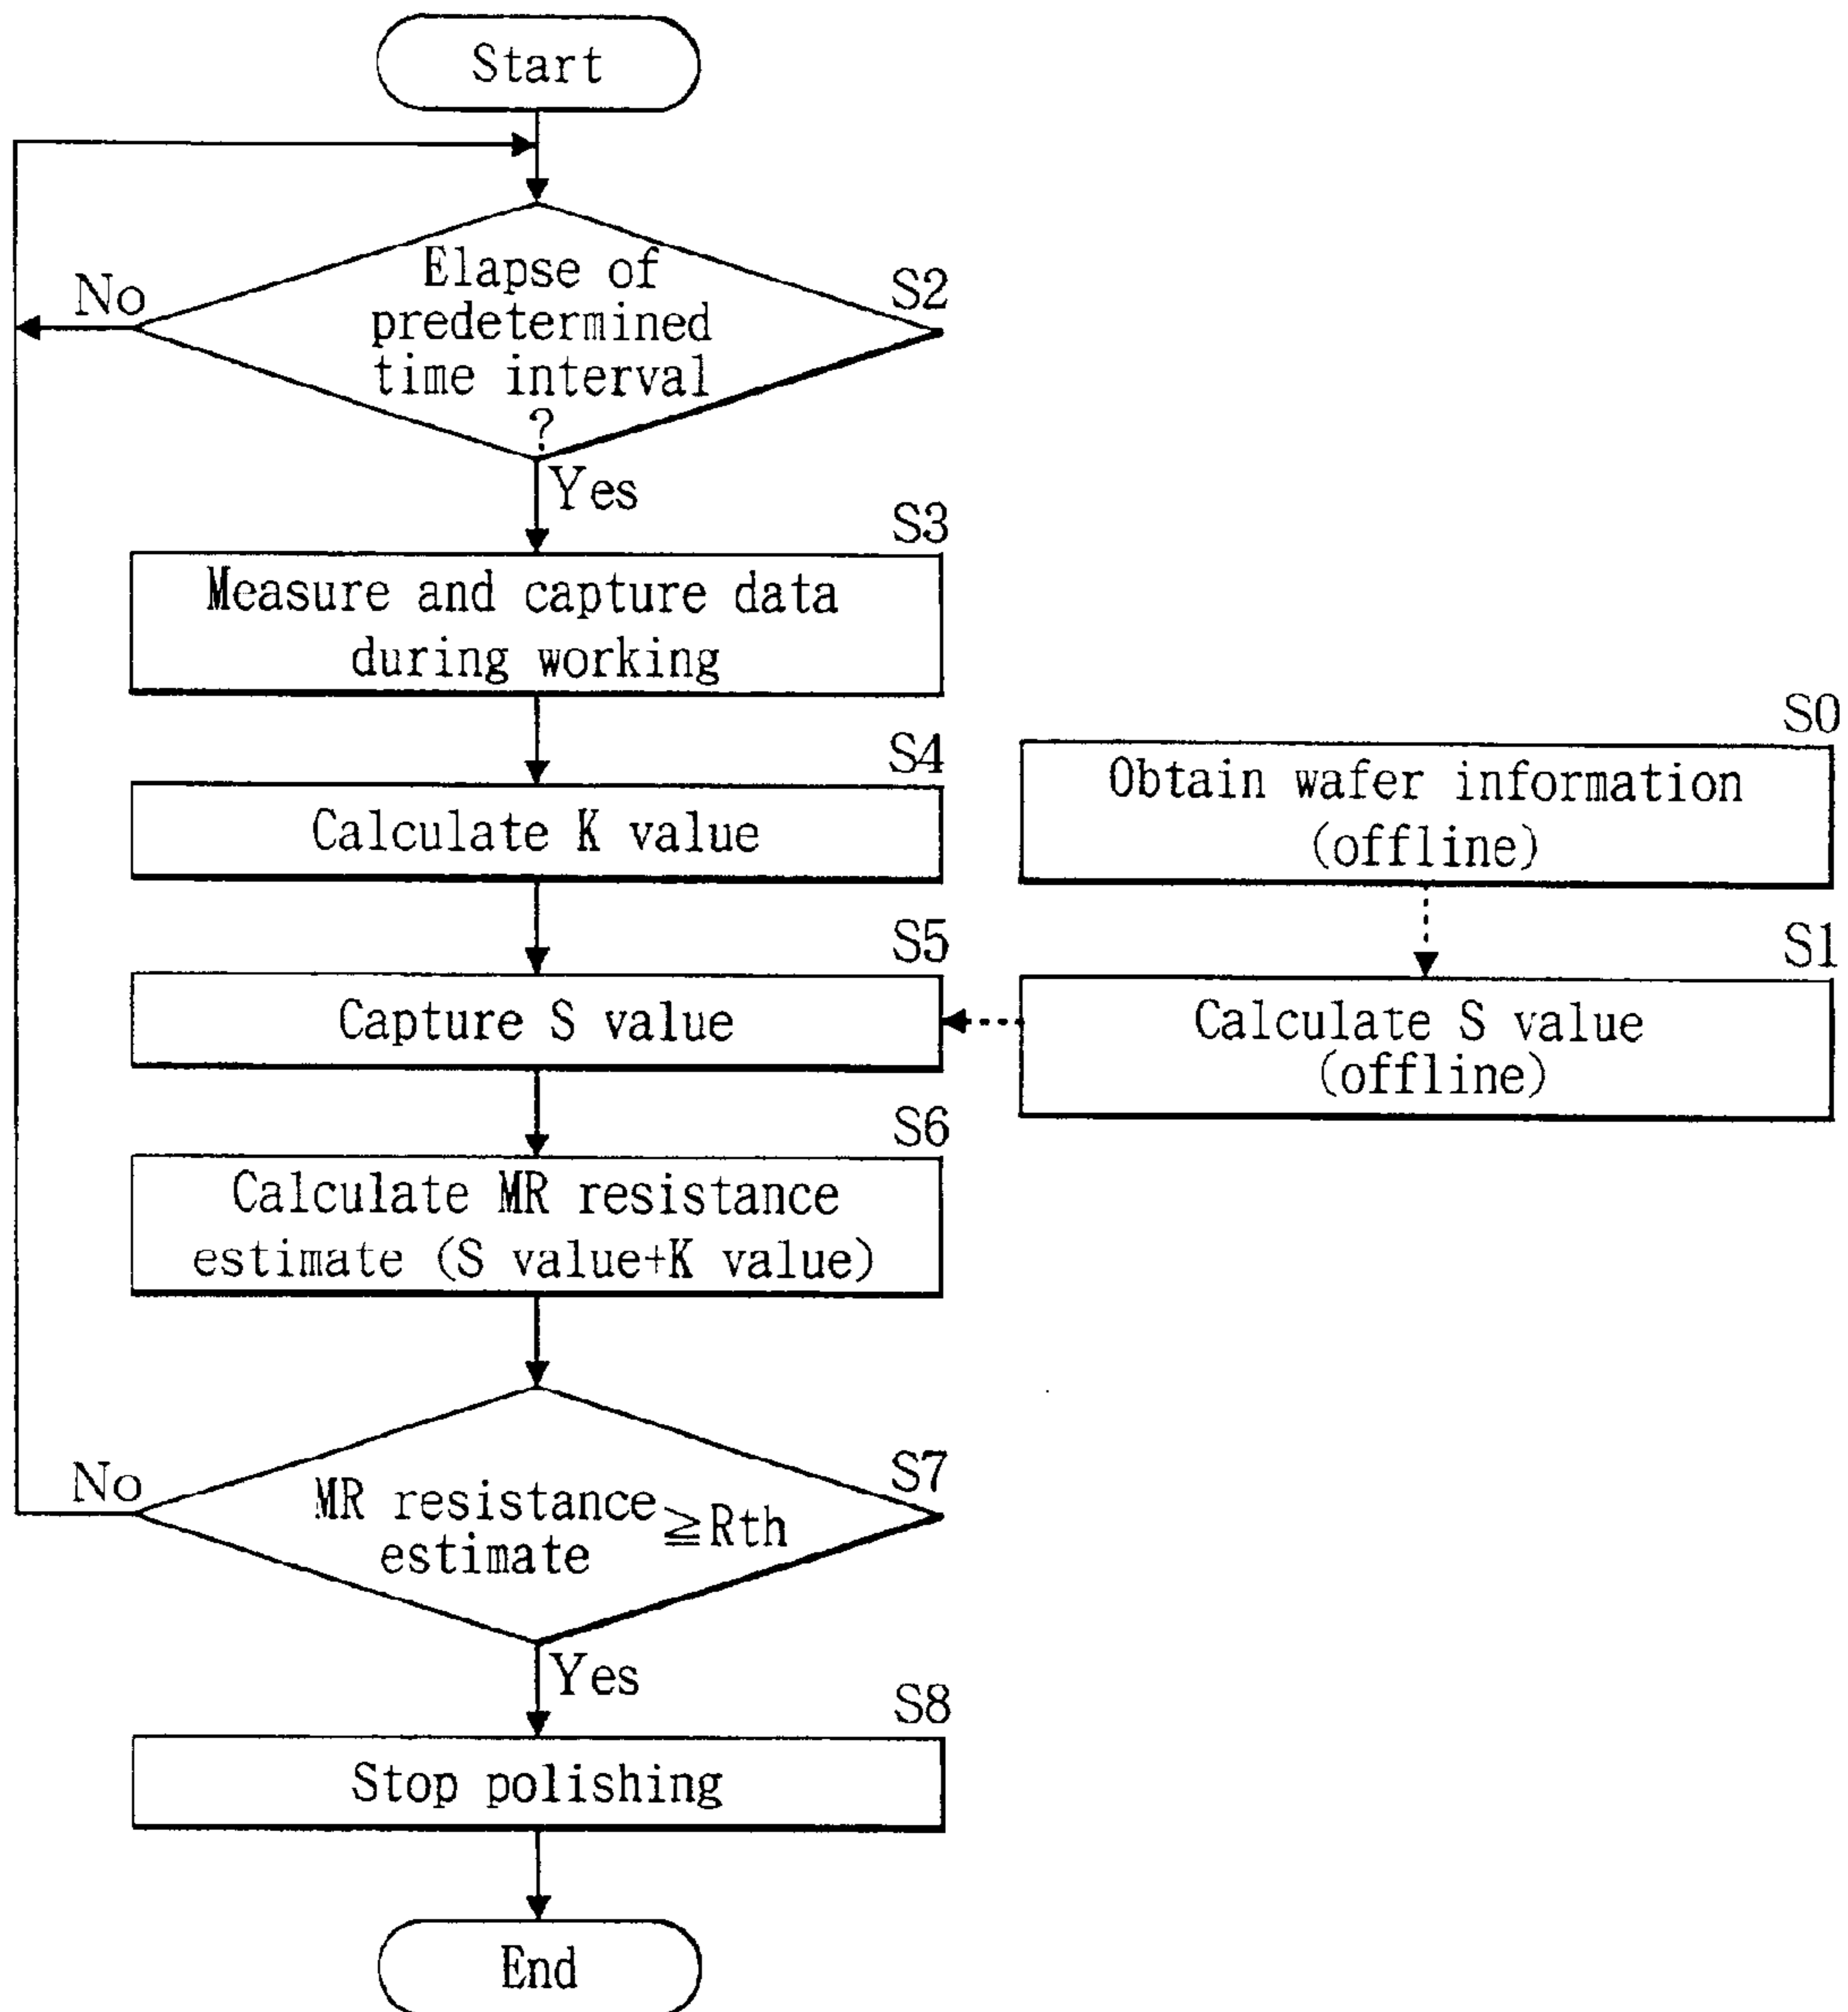 Start
No
Elapse of
predetermined
time interval
?
S2
Yes
S3
Measure and capture data
during working
S4
Calculate K value
S0
Obtain wafer information
(offline)
S5
Capture S value
S1
Calculate S value
(offline)
S6
Calculate MR resistance
estimate (S value+K value)
No
MR resistance
estimate
≧Rth
S7
Yes
S8
Stop polishing
End